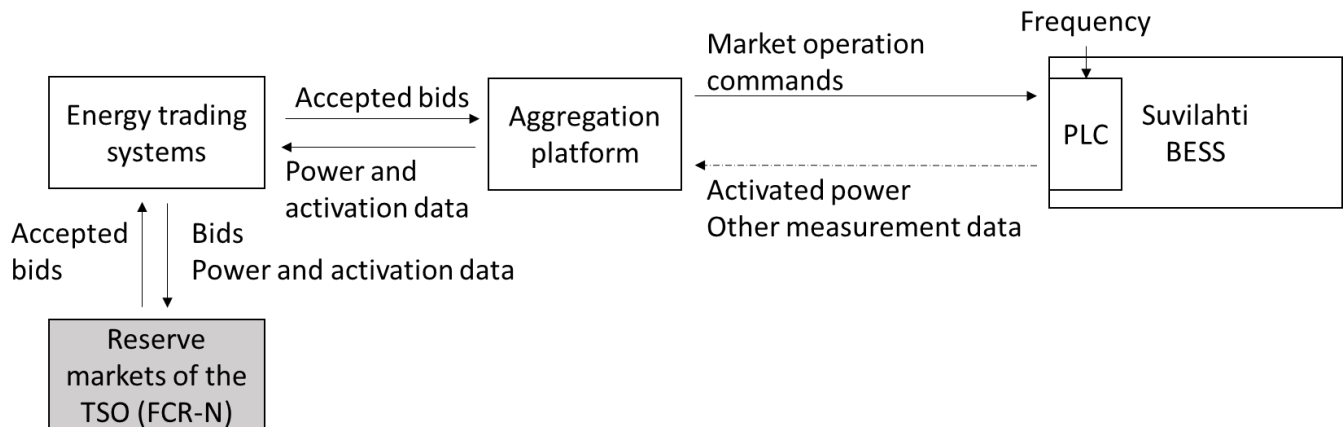 Energy trading
systems
Accepted bids
Power and
activation data
Aggregation
platform
Market operation
commands
Activated power
Other measurement data
Frequency
PLC
Suvilahti
BESS
Accepted
bids
Bids
Power and activation data
Reserve
markets of the
TSO (FCR-N)